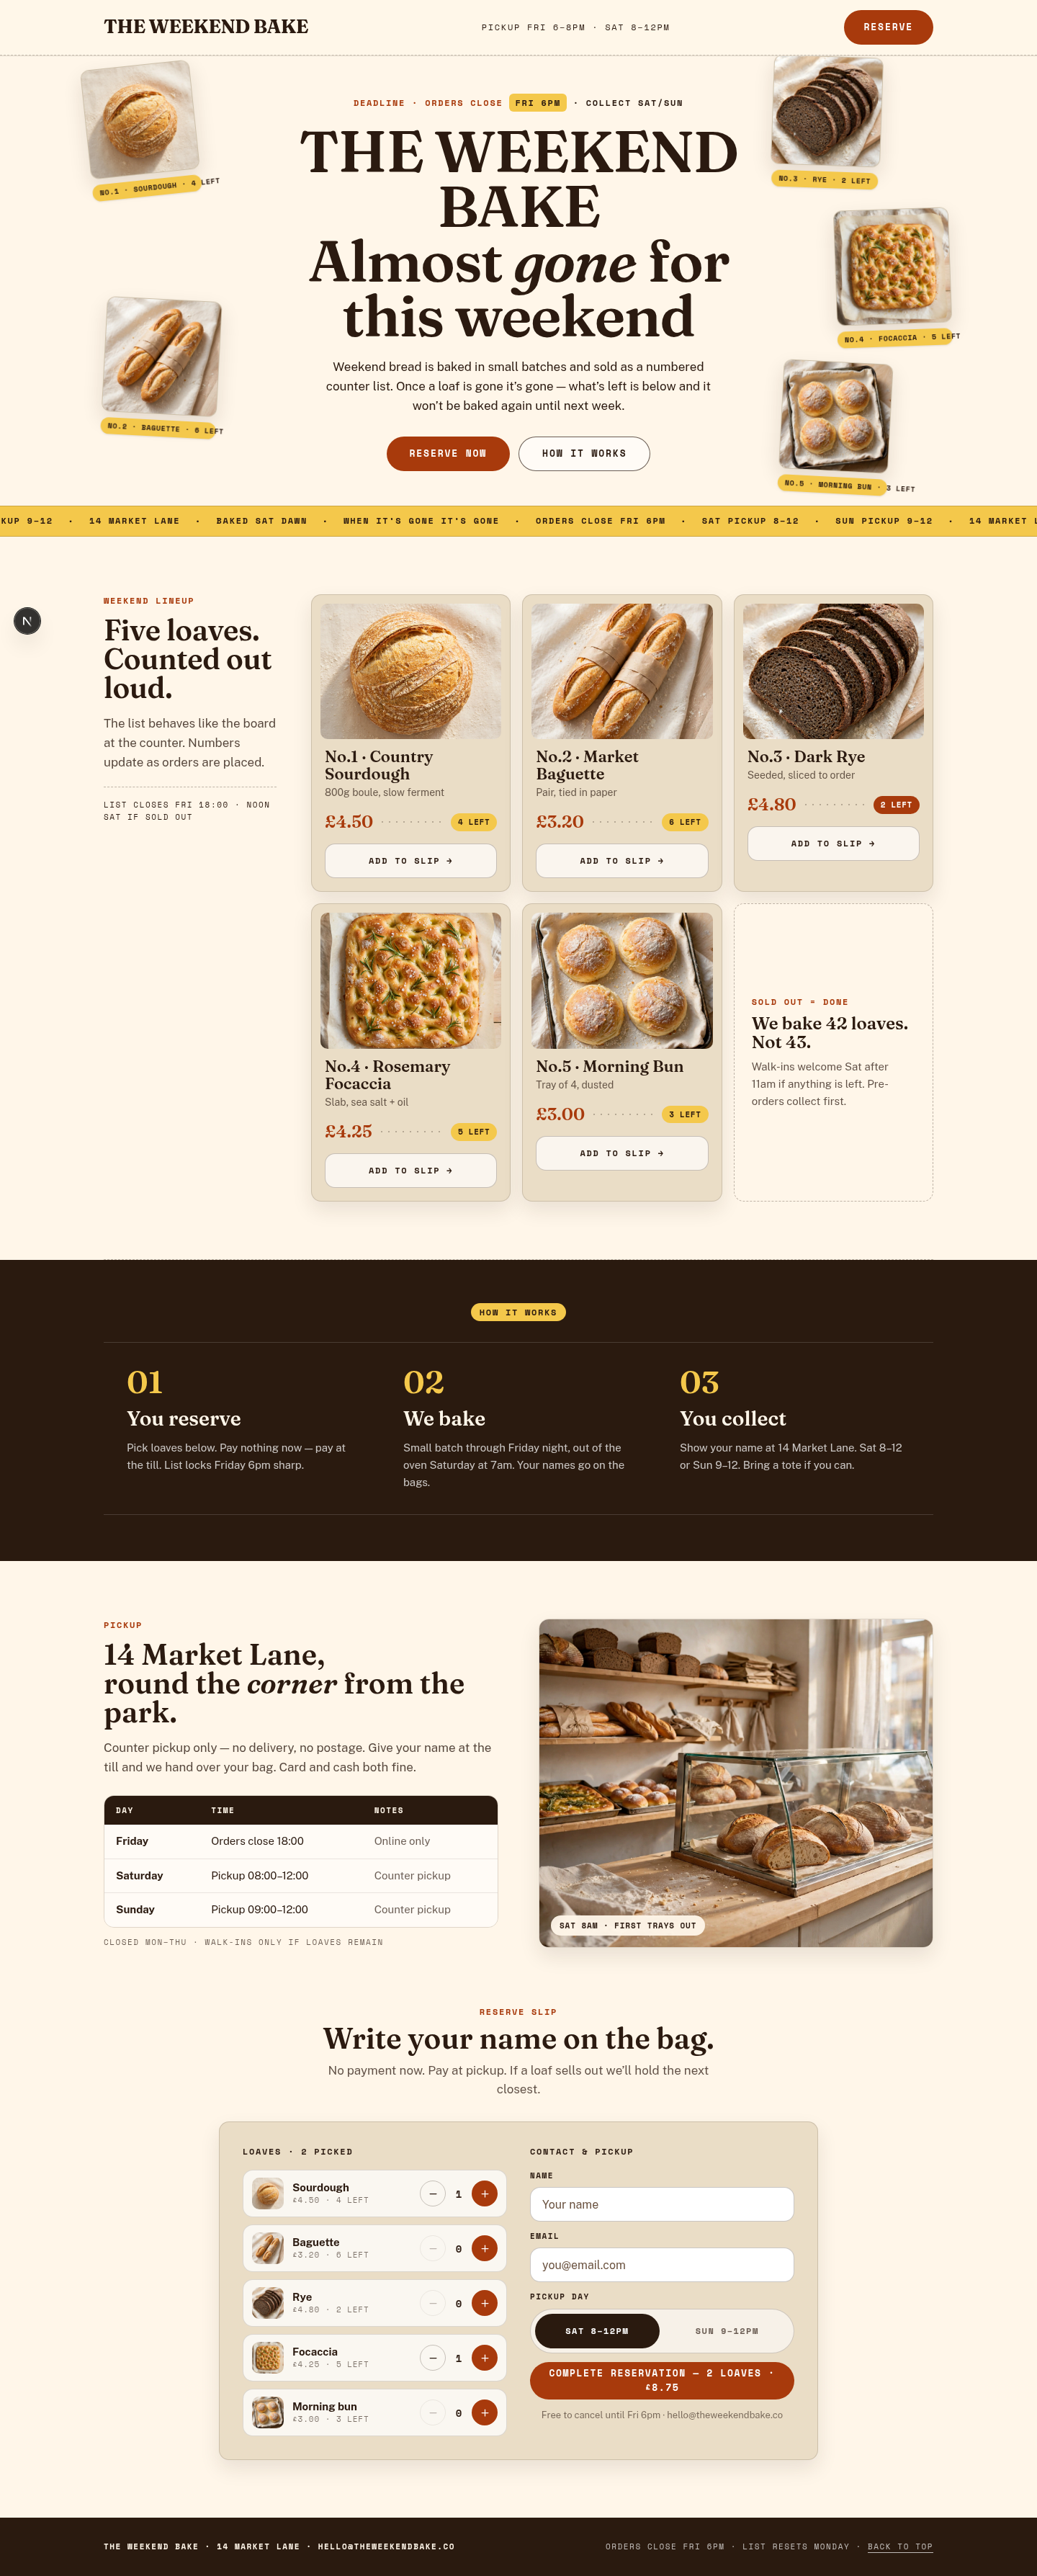 THE WEEKEND BAKE
PICKUP FRI 6–8PM · SAT 8–12PM
RESERVE
NO.1 · SOURDOUGH · 4 LEFT
NO.2 · BAGUETTE · 6 LEFT
DEADLINE · ORDERS CLOSE FRI 6PM · COLLECT SAT/SUN
THE WEEKEND
BAKE
Almost gone for
this weekend
Weekend bread is baked in small batches and sold as a numbered
counter list. Once a loaf is gone it's gone — what's left is below and it
won't be baked again until next week.
RESERVE NOW
HOW IT WORKS
NO.3 · RYE · 2 LEFT
NO.4 · FOCACCIA · 5 LEFT
NO.5 · MORNING BUN · 3 LEFT
KUP 9–12 · 14 MARKET LANE · BAKED SAT DAWN · WHEN IT'S GONE IT'S GONE · ORDERS CLOSE FRI 6PM · SAT PICKUP 8–12 · SUN PICKUP 9–12 · 14 MARKET L
N
WEEKEND LINEUP
Five loaves.
Counted out
loud.
The list behaves like the board
at the counter. Numbers
update as orders are placed.
LIST CLOSES FRI 18:00 · NOON
SAT IF SOLD OUT
No.1 · Country
Sourdough
800g boule, slow ferment
£4.50 4 LEFT
ADD TO SLIP →
No.2 · Market
Baguette
Pair, tied in paper
£3.20 6 LEFT
ADD TO SLIP →
No.3 · Dark Rye
Seeded, sliced to order
£4.80 2 LEFT
ADD TO SLIP →
No.4 · Rosemary
Focaccia
Slab, sea salt + oil
£4.25 5 LEFT
ADD TO SLIP →
No.5 · Morning Bun
Tray of 4, dusted
£3.00 3 LEFT
ADD TO SLIP →
SOLD OUT = DONE
We bake 42 loaves.
Not 43.
Walk-ins welcome Sat after
11am if anything is left. Pre-
orders collect first.
HOW IT WORKS
01
You reserve
Pick loaves below. Pay nothing now — pay at
the till. List locks Friday 6pm sharp.
02
We bake
Small batch through Friday night, out of the
oven Saturday at 7am. Your names go on the
bags.
03
You collect
Show your name at 14 Market Lane. Sat 8–12
or Sun 9–12. Bring a tote if you can.
PICKUP
14 Market Lane,
round the corner from the
park.
Counter pickup only — no delivery, no postage. Give your name at the
till and we hand over your bag. Card and cash both fine.
DAY TIME NOTES
Friday Orders close 18:00 Online only
Saturday Pickup 08:00–12:00 Counter pickup
Sunday Pickup 09:00–12:00 Counter pickup
CLOSED MON–THU · WALK-INS ONLY IF LOAVES REMAIN
SAT 8AM · FIRST TRAYS OUT
RESERVE SLIP
Write your name on the bag.
No payment now. Pay at pickup. If a loaf sells out we'll hold the next
closest.
LOAVES · 2 PICKED
Sourdough
£4.50 · 4 LEFT
− 1 +
Baguette
£3.20 · 6 LEFT
− 0 +
Rye
£4.80 · 2 LEFT
− 0 +
Focaccia
£4.25 · 5 LEFT
− 1 +
Morning bun
£3.00 · 3 LEFT
− 0 +
CONTACT & PICKUP
NAME
Your name
EMAIL
you@email.com
PICKUP DAY
SAT 8–12PM SUN 9–12PM
COMPLETE RESERVATION — 2 LOAVES ·
£8.75
Free to cancel until Fri 6pm · hello@theweekendbake.co
THE WEEKEND BAKE · 14 MARKET LANE · HELLO@THEWEEKENDBAKE.CO
ORDERS CLOSE FRI 6PM · LIST RESETS MONDAY · BACK TO TOP